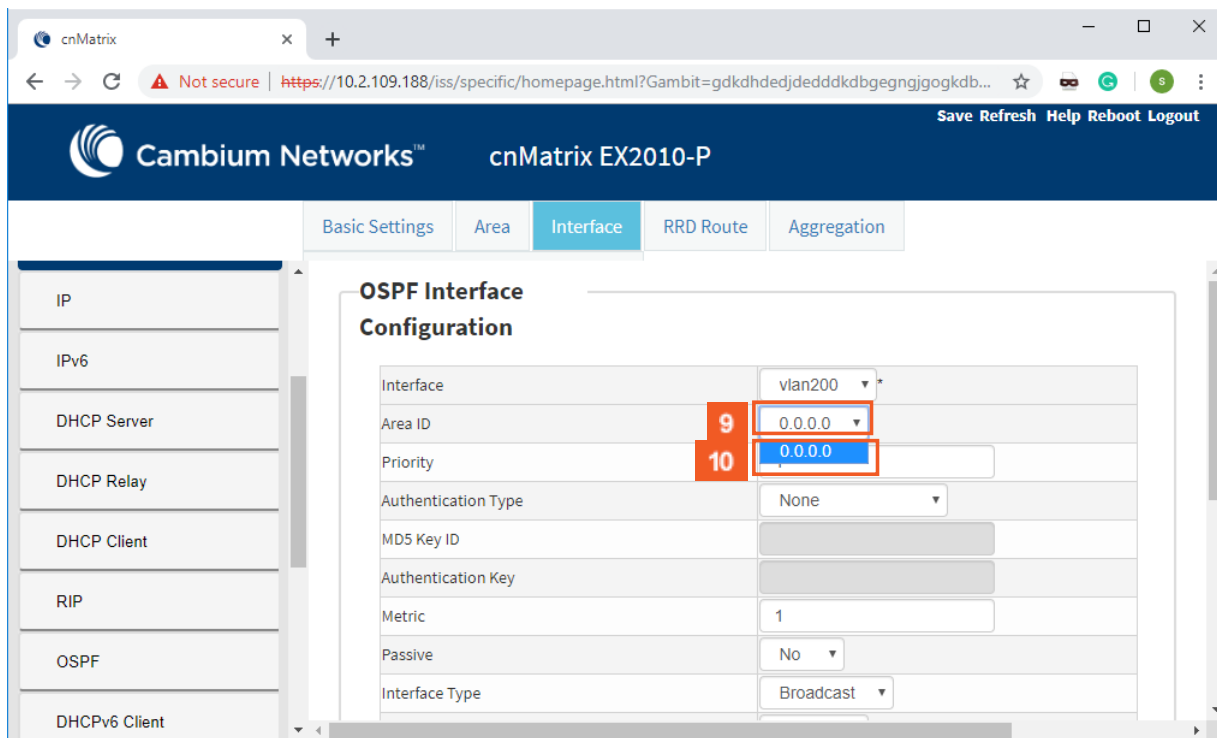 cnMatrix
Not secure | https://10.2.109.188/iss/specific/homepage.html?Gambit=gdkdhdedjdedddkdbgegngjgogkdb...
s
Save Refresh Help Reboot Logout
Cambium Networks™ cnMatrix EX2010-P
Basic Settings Area Interface RRD Route Aggregation
IP
IPv6
DHCP Server
DHCP Relay
DHCP Client
RIP
OSPF
DHCPv6 Client
OSPF Interface
Configuration
Interface vlan200 *
Area ID 9 0.0.0.0
10 0.0.0.0
Priority
Authentication Type None
MD5 Key ID
Authentication Key
Metric 1
Passive No
Interface Type Broadcast